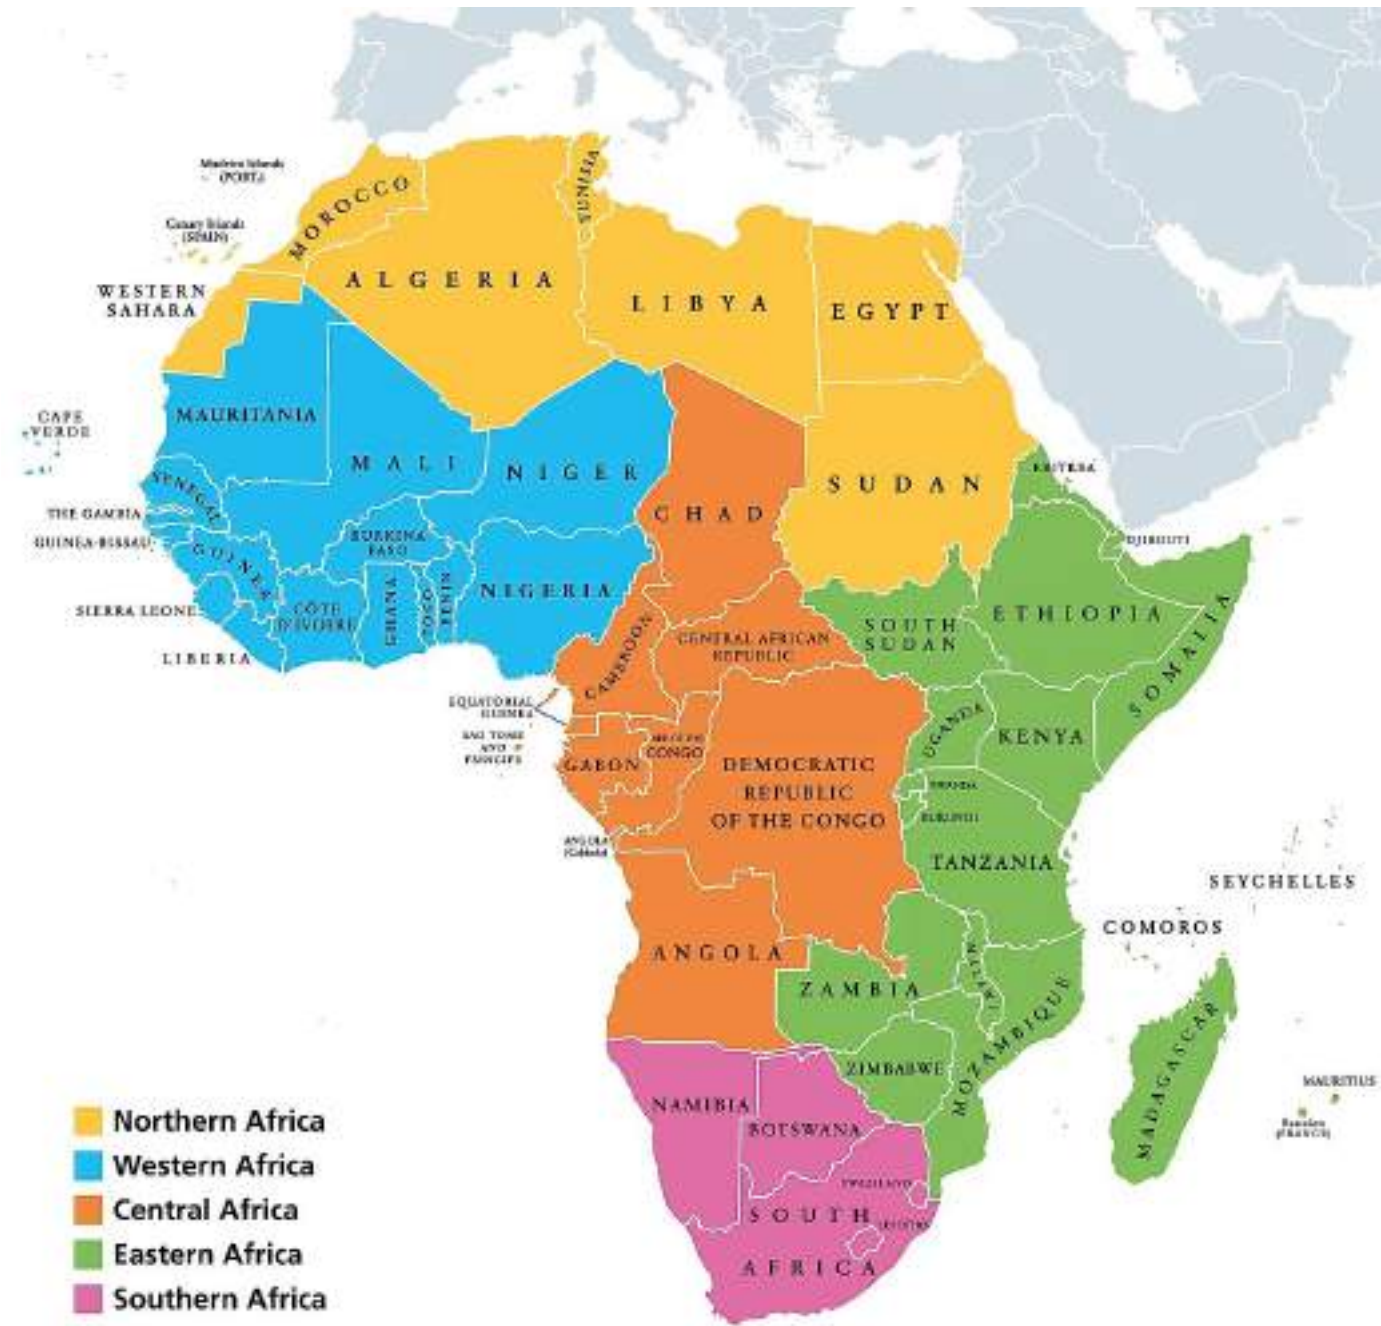 Madeira Islands
(PORT.)
Canary Islands
(SPAIN)
MOROCCO
TUNISIA
ALGERIA
LIBYA
EGYPT
WESTERN
SAHARA
MAURITANIA
MALI
NIGER
CHAD
SUDAN
ERITREA
CAPE
VERDE
SENEGAL
THE GAMBIA
GUINEA-BISSAU
GUINEA
BURKINA
FASO
DJIBOUTI
SIERRA LEONE
CÔTE
D'IVOIRE
GHANA
TOGO
BENIN
NIGERIA
ETHIOPIA
SOMALIA
SOUTH
SUDAN
LIBERIA
CAMEROON
CENTRAL AFRICAN
REPUBLIC
EQUATORIAL
GUINEA
SAO TOME
AND
PRINCIPE
GABON
CONGO
DEMOCRATIC
REPUBLIC
OF THE CONGO
UGANDA
KENYA
RWANDA
BURUNDI
TANZANIA
ANGOLA
(Cabinda)
SEYCHELLES
COMOROS
ANGOLA
ZAMBIA
MALAWI
MOZAMBIQUE
ZIMBABWE
MADAGASCAR
MAURITIUS
(FRANCE)
NAMIBIA
BOTSWANA
SWAZILAND
LESOTHO
SOUTH
AFRICA
Northern Africa
Western Africa
Central Africa
Eastern Africa
Southern Africa